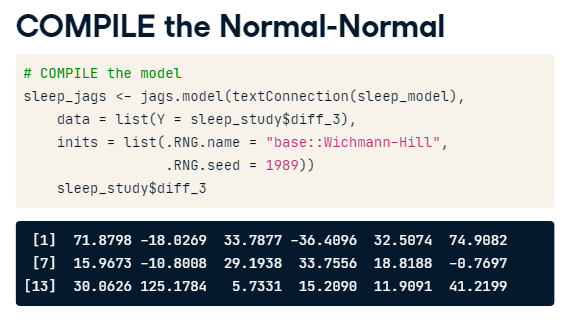 COMPILE the Normal-Normal
# COMPILE the model
sleep_jags <- jags.model(textConnection(sleep_model),
    data = list(Y = sleep_study$diff_3),
    inits = list(.RNG.name = "base::Wichmann-Hill",
                 .RNG.seed = 1989))
    sleep_study$diff_3
 [1]  71.8798 -18.0269  33.7877 -36.4096  32.5074  74.9082
 [7]  15.9673 -10.8008  29.1938  33.7556  18.8188  -0.7697
[13]  30.0626 125.1784   5.7331  15.2090  11.9091  41.2199